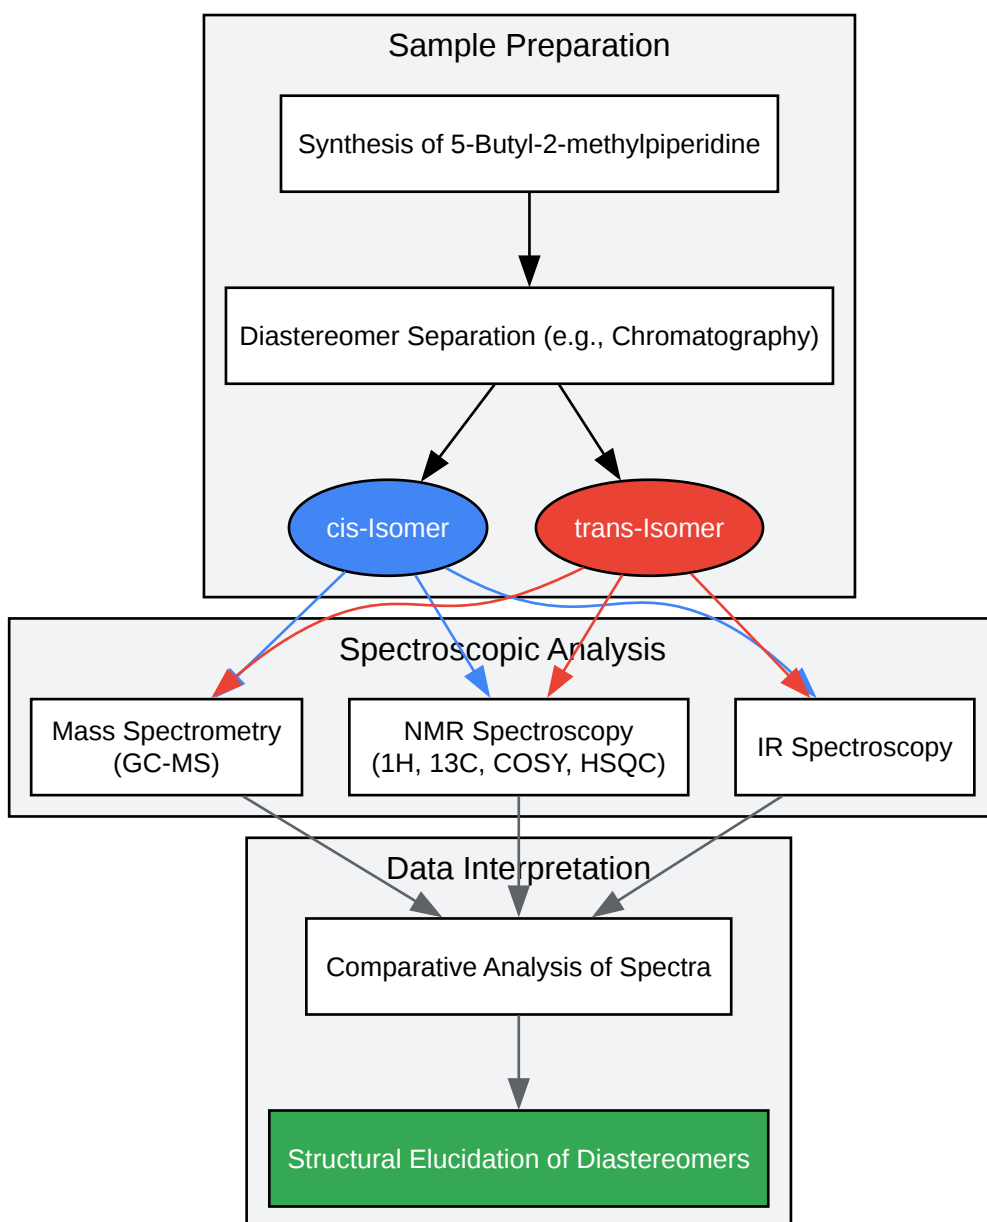 Sample Preparation
Synthesis of 5-Butyl-2-methylpiperidine
Diastereomer Separation (e.g., Chromatography)
cis-Isomer
trans-Isomer
Spectroscopic Analysis
Mass Spectrometry
(GC-MS)
NMR Spectroscopy
(1H, 13C, COSY, HSQC)
IR Spectroscopy
Data Interpretation
Comparative Analysis of Spectra
Structural Elucidation of Diastereomers